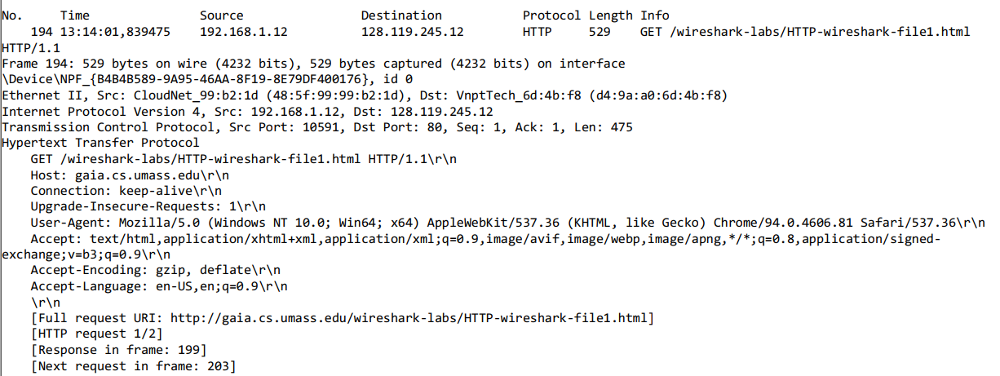 No. Time Source Destination Protocol Length Info
194 13:14:01,839475 192.168.1.12 128.119.245.12 HTTP 529 GET /wireshark-labs/HTTP-wireshark-file1.html
HTTP/1.1
Frame 194: 529 bytes on wire (4232 bits), 529 bytes captured (4232 bits) on interface
\Device\NPF_{B4B4B589-9A95-46AA-8F19-8E79DF400176}, id 0
Ethernet II, Src: CloudNet_99:b2:1d (48:5f:99:99:b2:1d), Dst: VnptTech_6d:4b:f8 (d4:9a:a0:6d:4b:f8)
Internet Protocol Version 4, Src: 192.168.1.12, Dst: 128.119.245.12
Transmission Control Protocol, Src Port: 10591, Dst Port: 80, Seq: 1, Ack: 1, Len: 475
Hypertext Transfer Protocol
GET /wireshark-labs/HTTP-wireshark-file1.html HTTP/1.1\r\n
Host: gaia.cs.umass.edu\r\n
Connection: keep-alive\r\n
Upgrade-Insecure-Requests: 1\r\n
User-Agent: Mozilla/5.0 (Windows NT 10.0; Win64; x64) AppleWebKit/537.36 (KHTML, like Gecko) Chrome/94.0.4606.81 Safari/537.36\r\n
Accept: text/html,application/xhtml+xml,application/xml;q=0.9,image/avif,image/webp,image/apng,*/*;q=0.8,application/signed-
exchange;v=b3;q=0.9\r\n
Accept-Encoding: gzip, deflate\r\n
Accept-Language: en-US,en;q=0.9\r\n
\r\n
[Full request URI: http://gaia.cs.umass.edu/wireshark-labs/HTTP-wireshark-file1.html]
[HTTP request 1/2]
[Response in frame: 199]
[Next request in frame: 203]